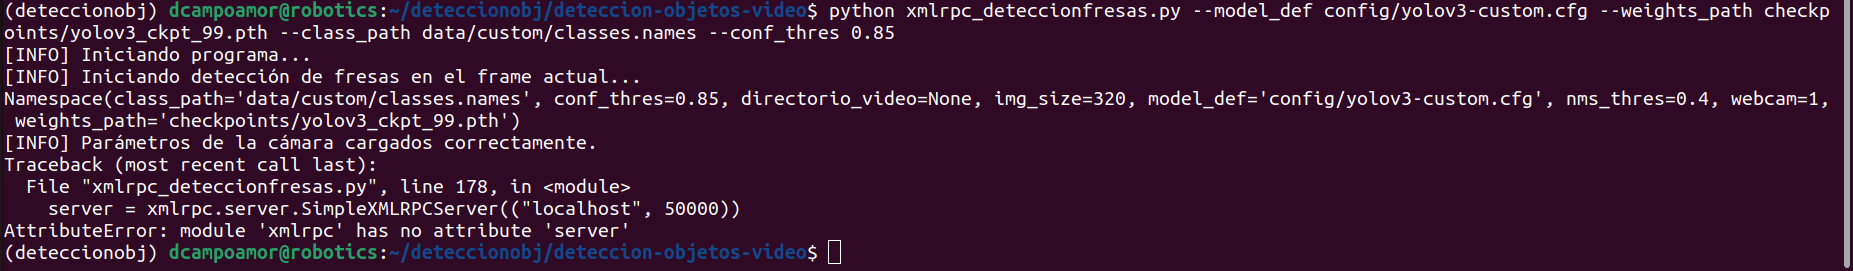 (deteccionobj) dcampoamor@robotics:~/deteccionobj/deteccion-objetos-video$ python xmlrpc_deteccionfresas.py --model_def config/yolov3-custom.cfg --weights_path checkp
oints/yolov3_ckpt_99.pth --class_path data/custom/classes.names --conf_thres 0.85
[INFO] Iniciando programa...
[INFO] Iniciando detección de fresas en el frame actual...
Namespace(class_path='data/custom/classes.names', conf_thres=0.85, directorio_video=None, img_size=320, model_def='config/yolov3-custom.cfg', nms_thres=0.4, webcam=1,
 weights_path='checkpoints/yolov3_ckpt_99.pth')
[INFO] Parámetros de la cámara cargados correctamente.
Traceback (most recent call last):
  File "xmlrpc_deteccionfresas.py", line 178, in <module>
    server = xmlrpc.server.SimpleXMLRPCServer(("localhost", 50000))
AttributeError: module 'xmlrpc' has no attribute 'server'
(deteccionobj) dcampoamor@robotics:~/deteccionobj/deteccion-objetos-video$